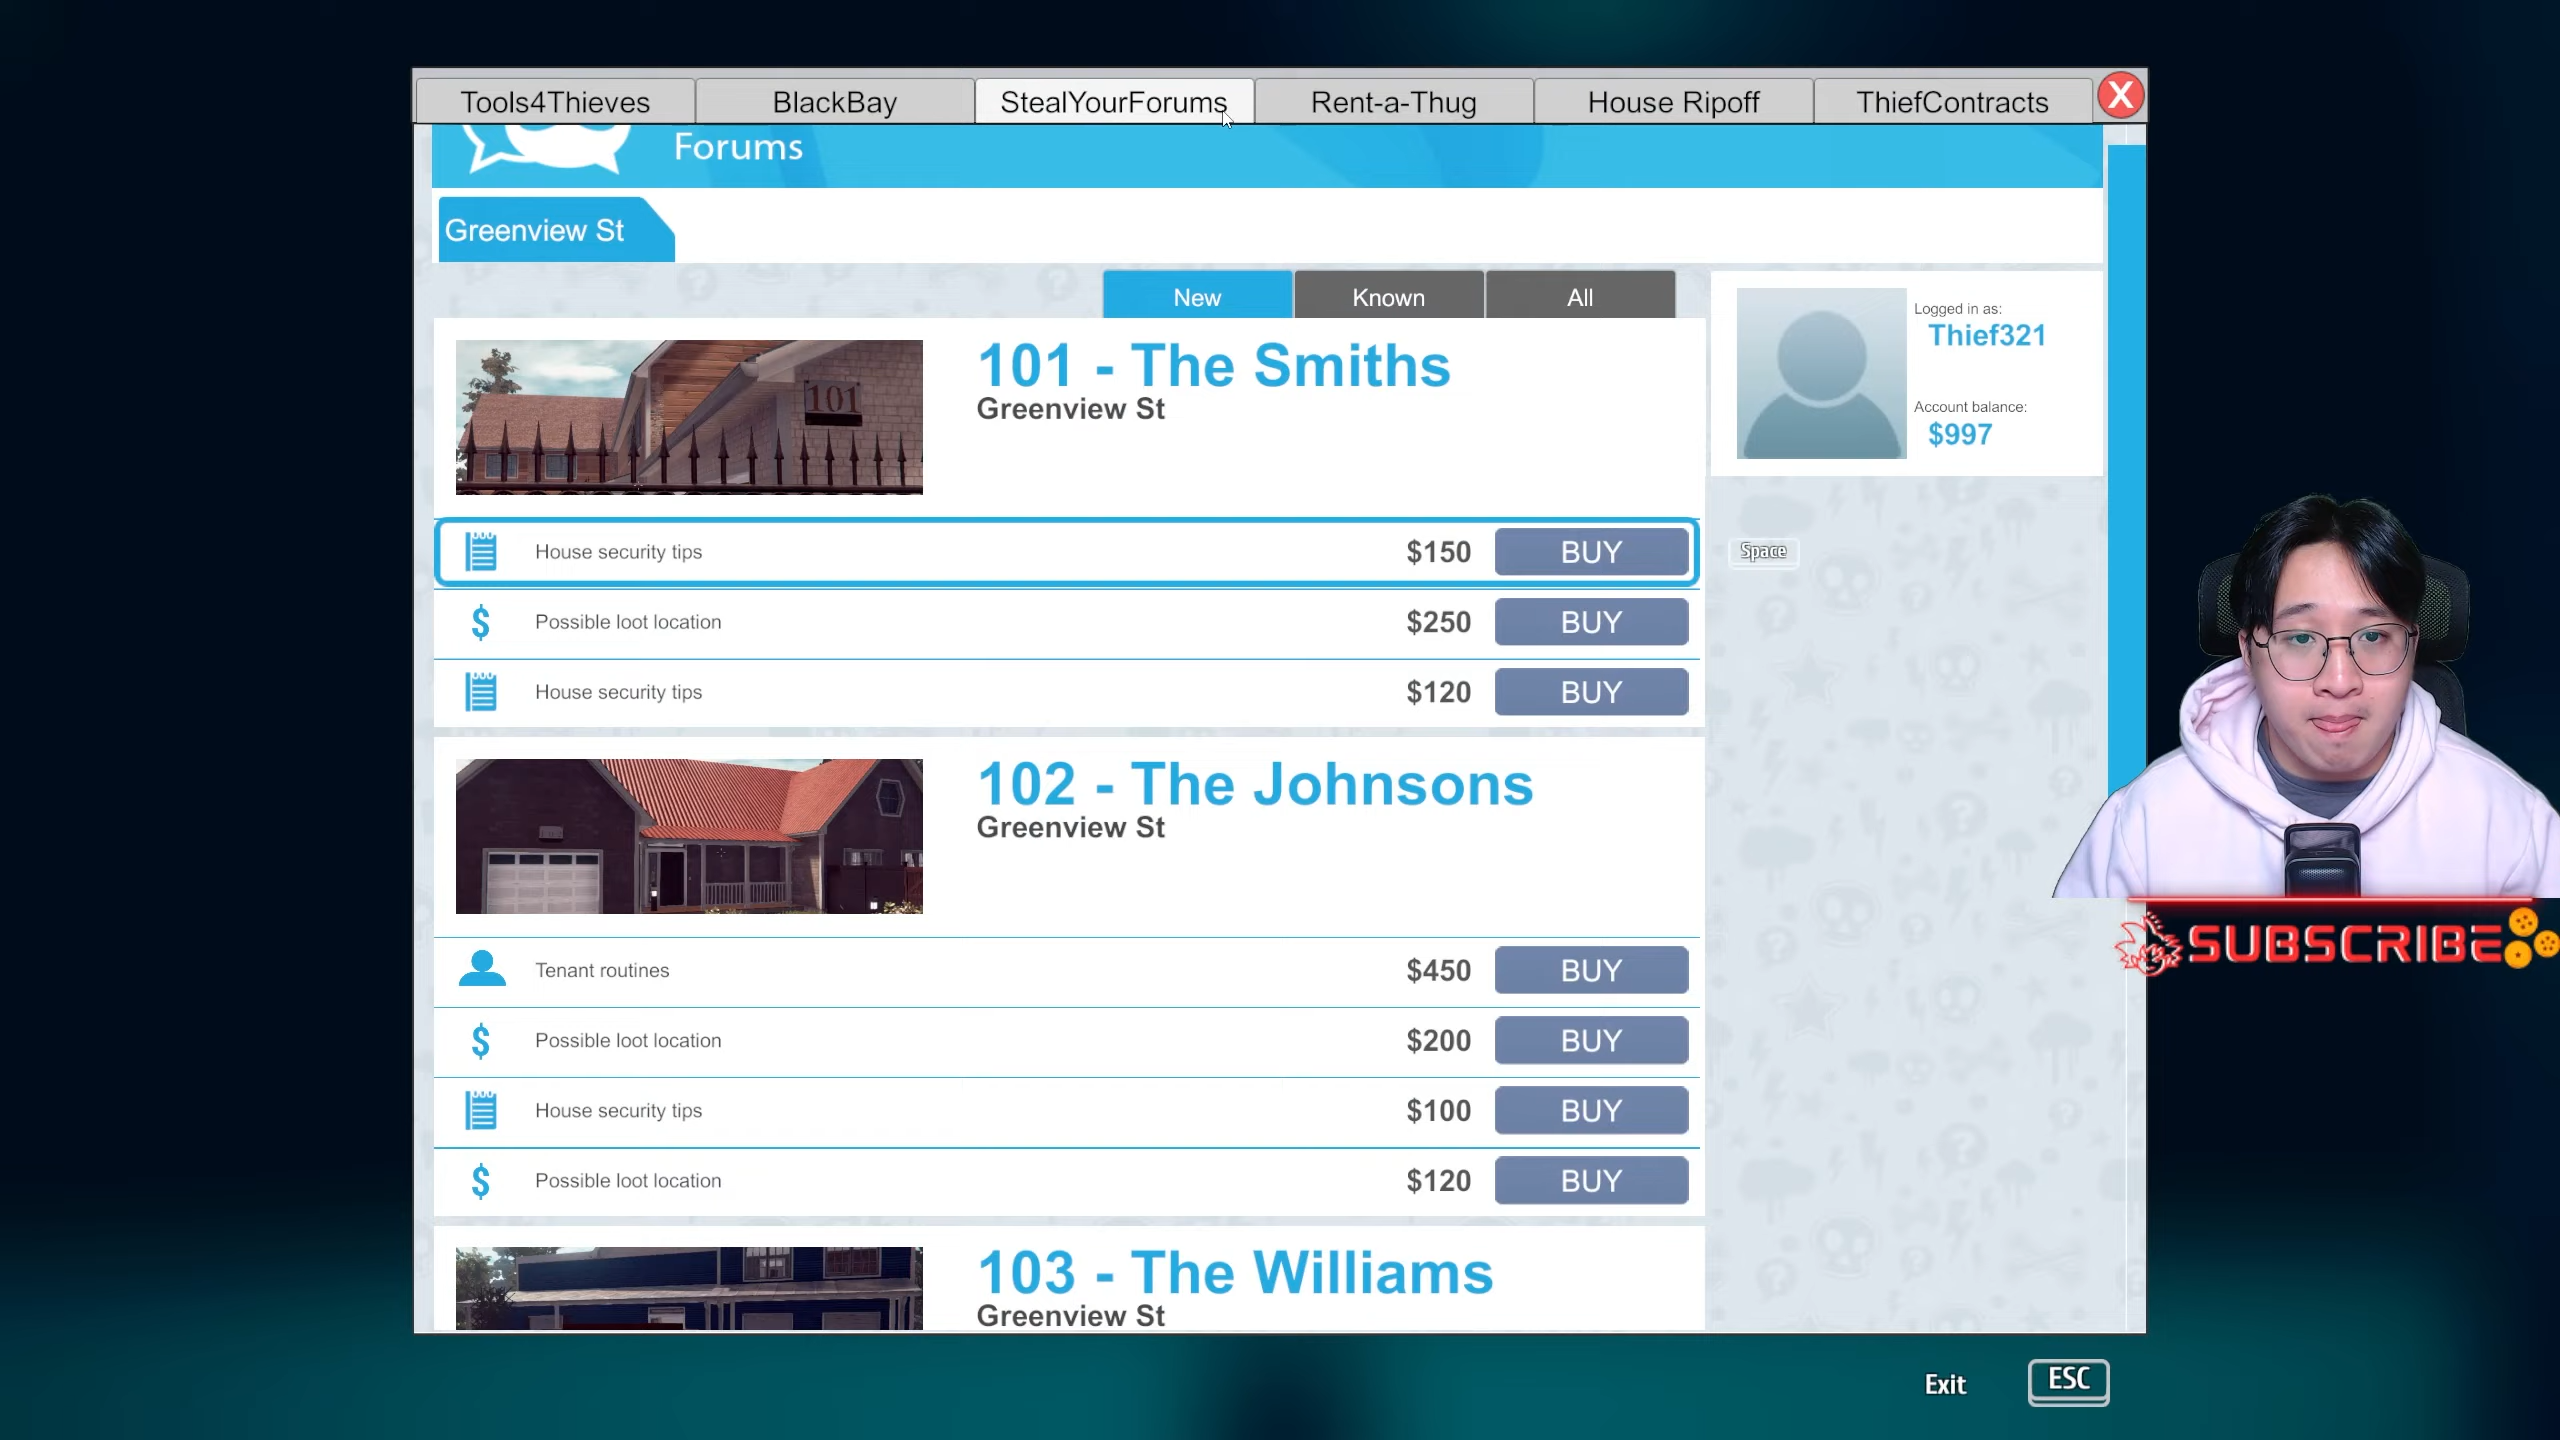 Tools4Thieves
BlackBay
StealYourForums
Rent-a-Thug
House Ripoff
ThiefContracts
X
Forums
Greenview St
New
Known
All
Logged in as:
Thief321
Account balance:
$997
101
101 - The Smiths
Greenview St
House security tips $150 BUY
Space
Possible loot location $250 BUY
House security tips $120 BUY
102 - The Johnsons
Greenview St
Tenant routines $450 BUY
Possible loot location $200 BUY
House security tips $100 BUY
Possible loot location $120 BUY
SUBSCRIBE
103 - The Williams
Greenview St
Exit ESC